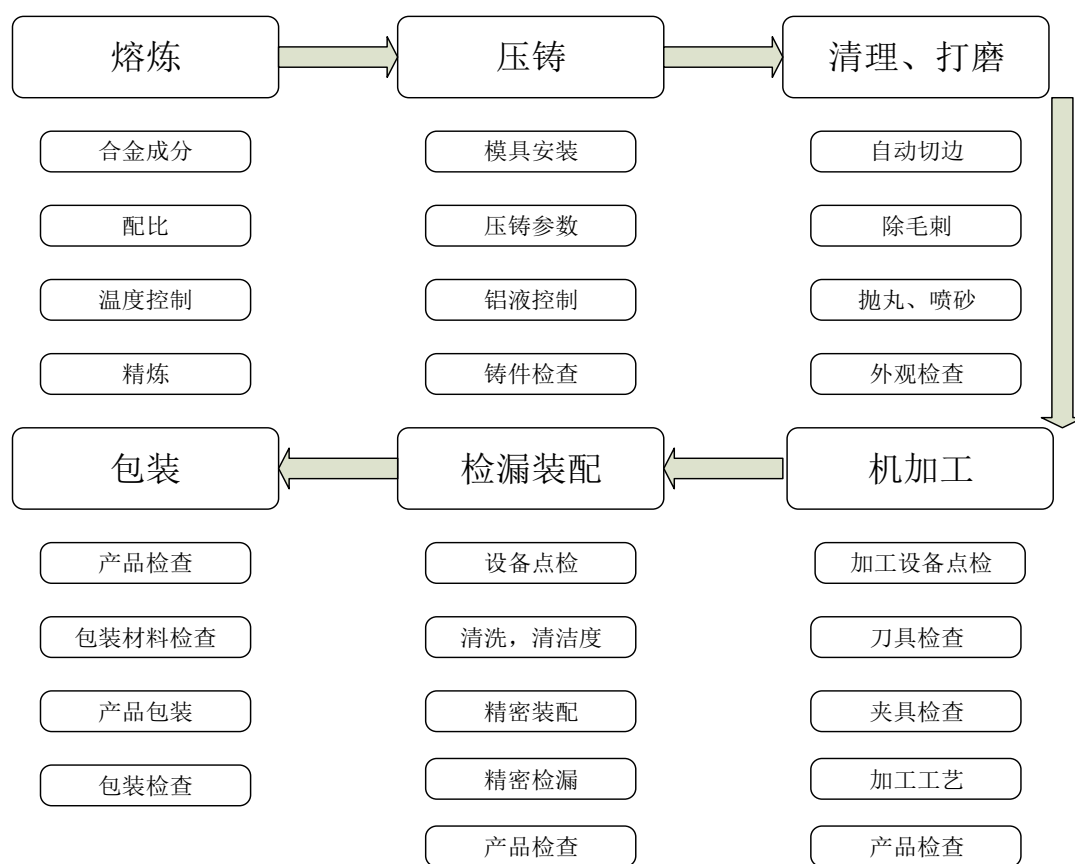 熔炼
压铸
清理、打磨
合金成分
模具安装
自动切边
配比
压铸参数
除毛刺
温度控制
铝液控制
抛丸、喷砂
精炼
铸件检查
外观检查
包装
检漏装配
机加工
产品检查
设备点检
加工设备点检
包装材料检查
清洗，清洁度
刀具检查
产品包装
精密装配
夹具检查
包装检查
精密检漏
加工工艺
产品检查
产品检查